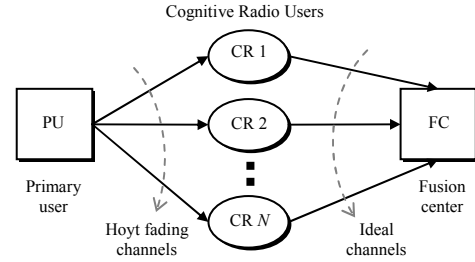 Cognitive Radio Users
CR 1
PU
CR 2
FC
Primary
user
CR N
Fusion
center
Hoyt fading
channels
Ideal
channels